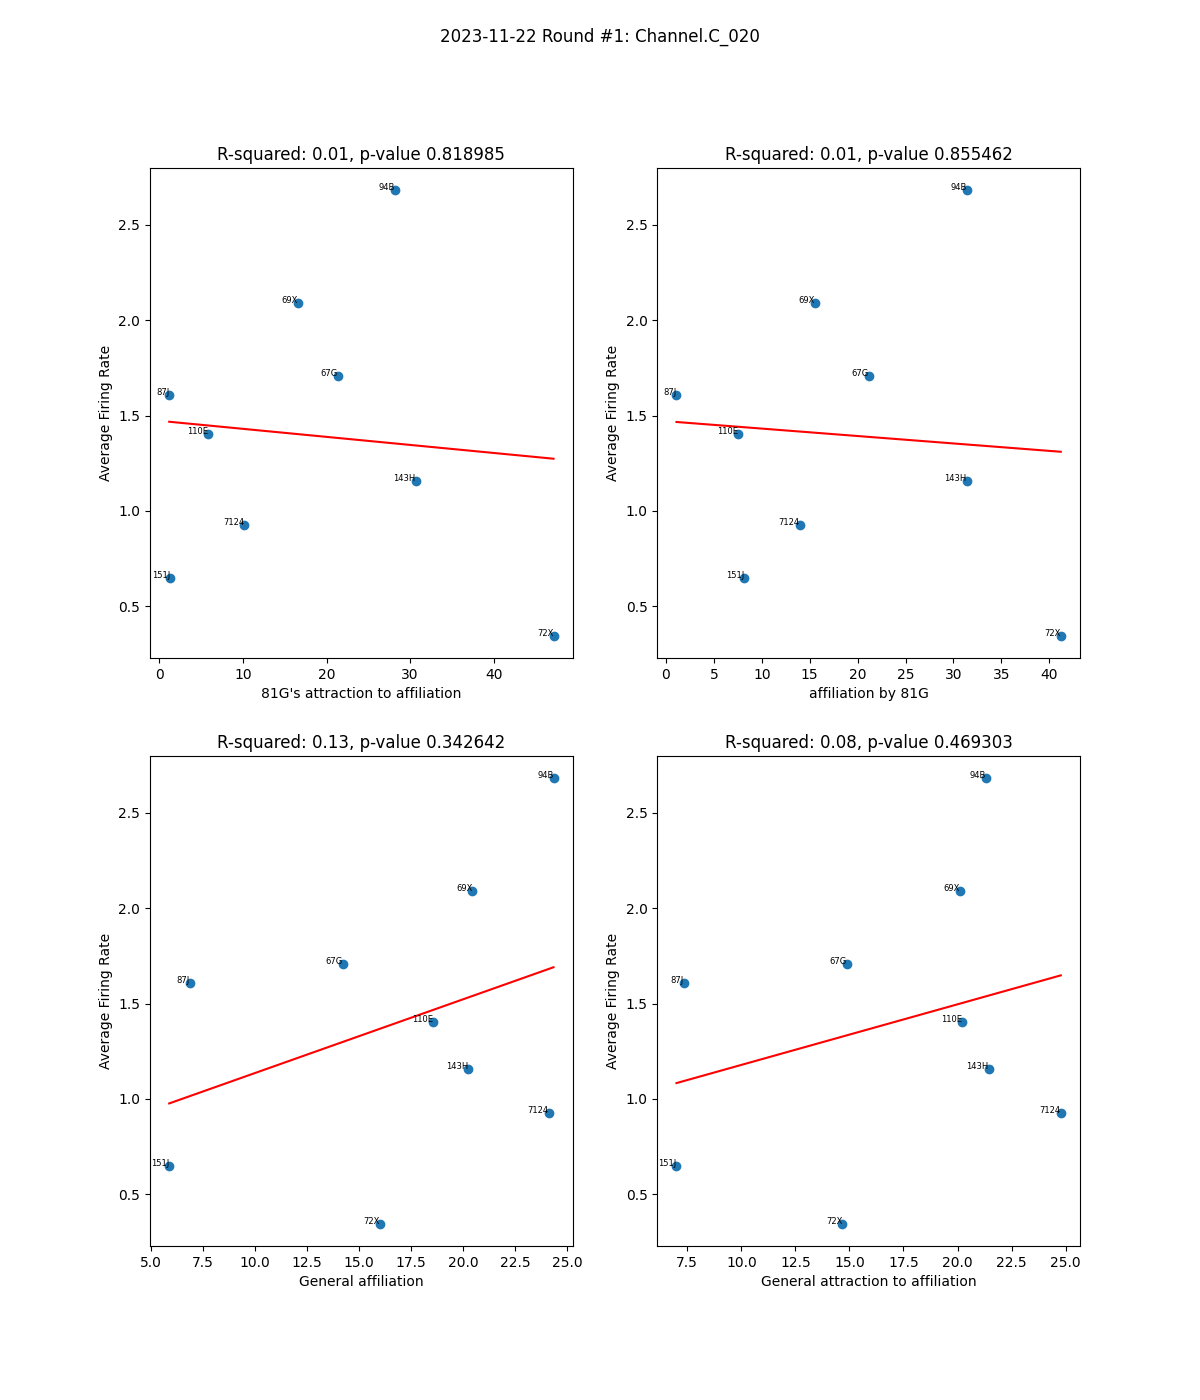 2023-11-22 Round #1: Channel.C_020
R-squared: 0.01, p-value 0.818985
Average Firing Rate
2.5
2.0
1.5
1.0
0.5
94B
69X
67G
87J
110E
143H
7124
151J
72X
0 10 20 30 40
81G's attraction to affiliation
R-squared: 0.01, p-value 0.855462
Average Firing Rate
2.5
2.0
1.5
1.0
0.5
94B
69X
67G
87J
110E
143H
7124
151J
72X
0 5 10 15 20 25 30 35 40
affiliation by 81G
R-squared: 0.13, p-value 0.342642
Average Firing Rate
2.5
2.0
1.5
1.0
0.5
94B
69X
67G
87J
110E
143H
7124
151J
72X
5.0 7.5 10.0 12.5 15.0 17.5 20.0 22.5 25.0
General affiliation
R-squared: 0.08, p-value 0.469303
Average Firing Rate
2.5
2.0
1.5
1.0
0.5
94B
69X
67G
87J
110E
143H
7124
151J
72X
7.5 10.0 12.5 15.0 17.5 20.0 22.5 25.0
General attraction to affiliation